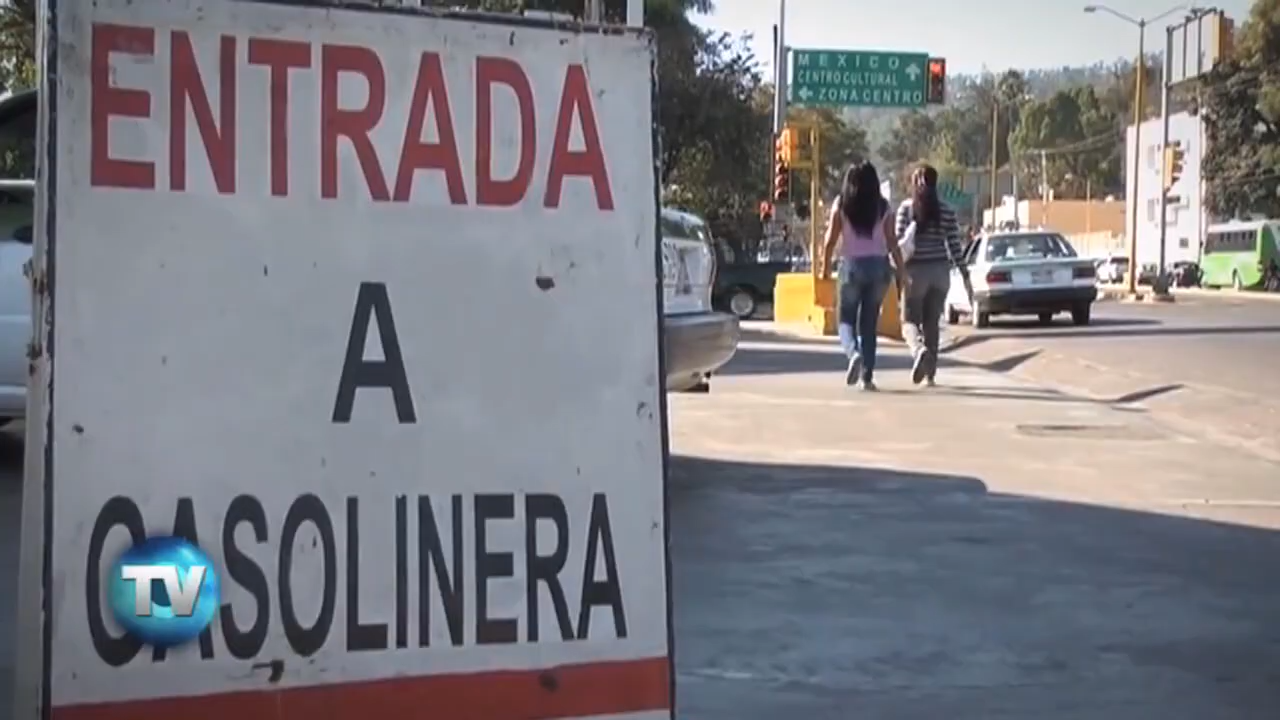 ENTRADA
A
GASOLINERA
TV
MEXICO
CENTRO CULTURAL
ZONA CENTRO